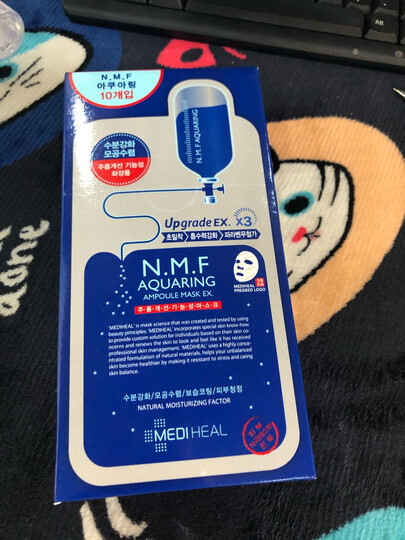 N.M.F
아쿠아링
10개입
수분강화
모공수렴
주름개선 기능성
화장품
N.M.F AQUARING
Upgrade EX. X3
초밀착 > 흡수력강화 > 파라벤무첨가
N.M.F
AQUARING
AMPOULE MASK EX.
주·름·개·선·기·능·성·마·스·크
MEDIHEAL
PRESSED LOGO
'MEDIHEAL' is mask science that was created and tested by using
beauty principles. 'MEDIHEAL' incorporates special skin know-how
to provide custom solution for individuals based on their skin co-
ncerns and renews the skin to look and feel like it has received
professional skin management. 'MEDIHEAL' uses a highly concen-
trated formulation of natural materials, helps your unbalanced
skin become healthier by making it resistant to stress and caring
skin balance.
수분강화/모공수렴/보습코팅/피부청정
NATURAL MOISTURIZING FACTOR
MEDIHEAL
done